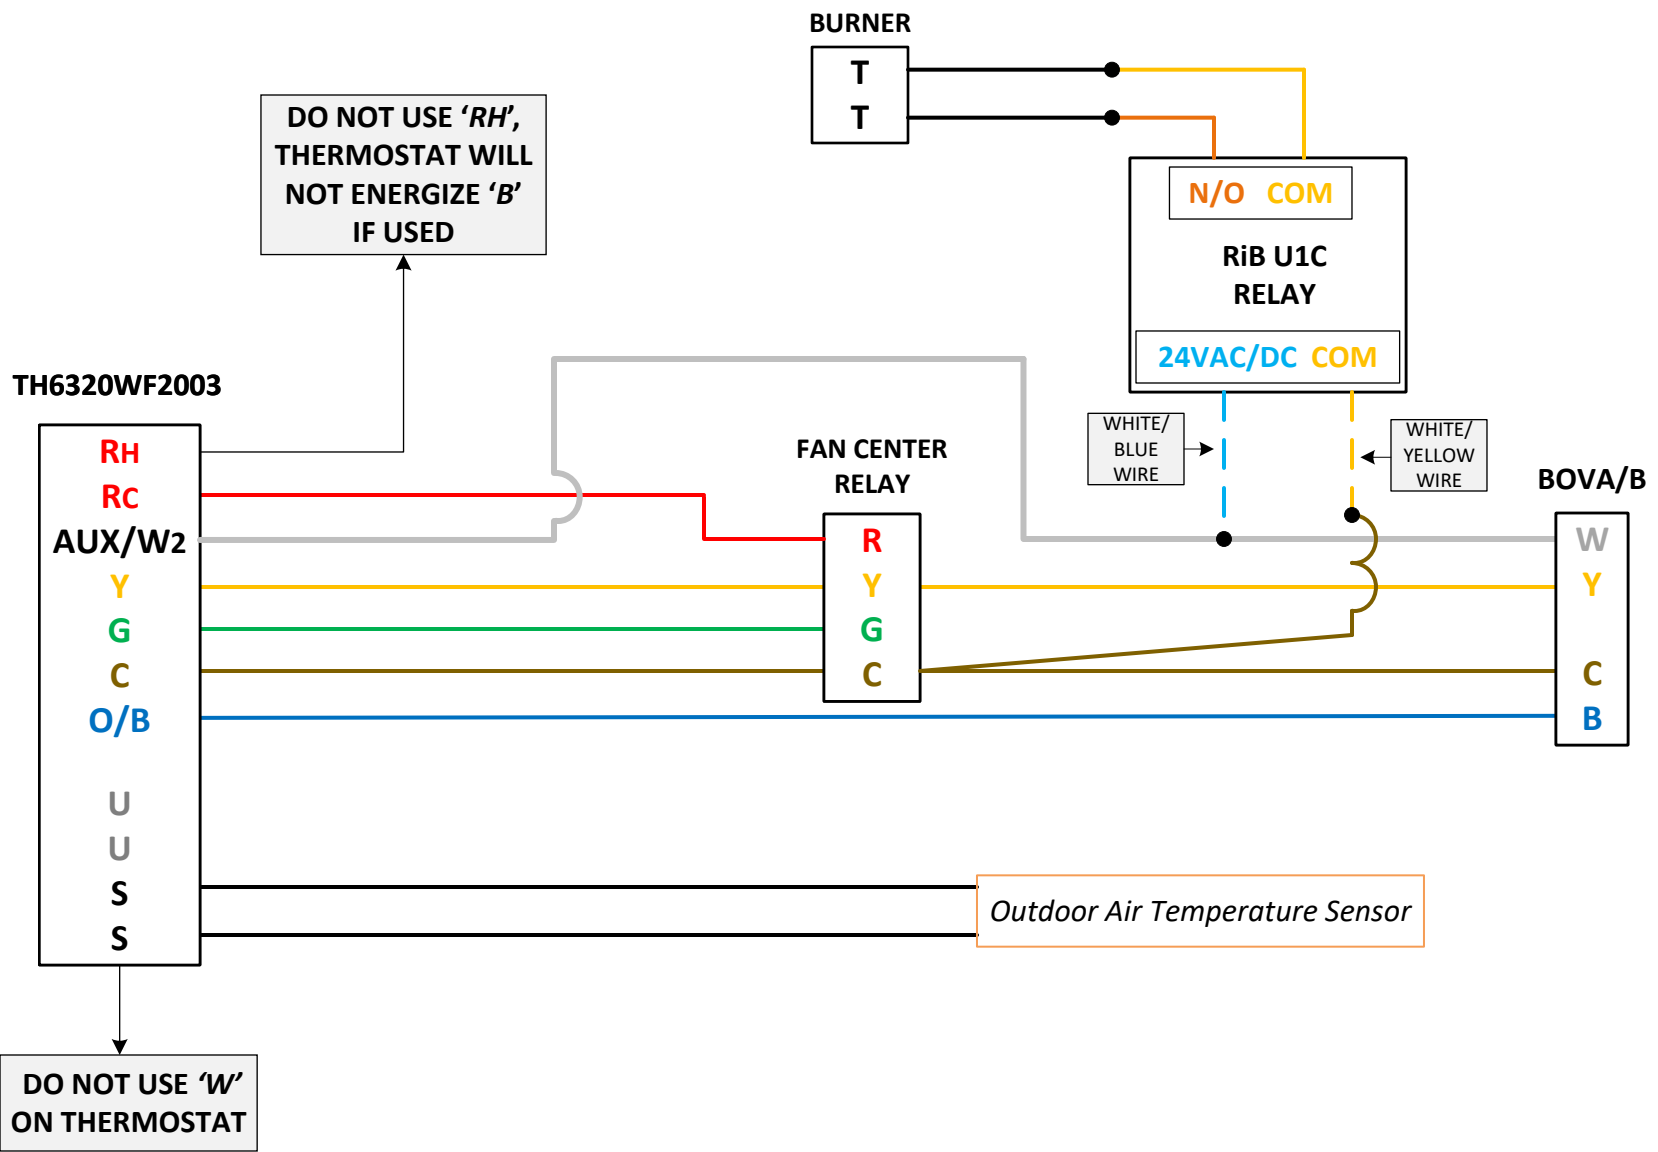 BURNER
T
T
DO NOT USE ‘RH’,
THERMOSTAT WILL
NOT ENERGIZE ‘B’
IF USED
N/O COM
RiB U1C
RELAY
24VAC/DC COM
TH6320WF2003
RH
RC
AUX/W2
Y
G
C
O/B
U
U
S
S
FAN CENTER
RELAY
R
Y
G
C
WHITE/
BLUE
WIRE
WHITE/
YELLOW
WIRE
BOVA/B
W
Y
C
B
Outdoor Air Temperature Sensor
DO NOT USE ‘W’
ON THERMOSTAT